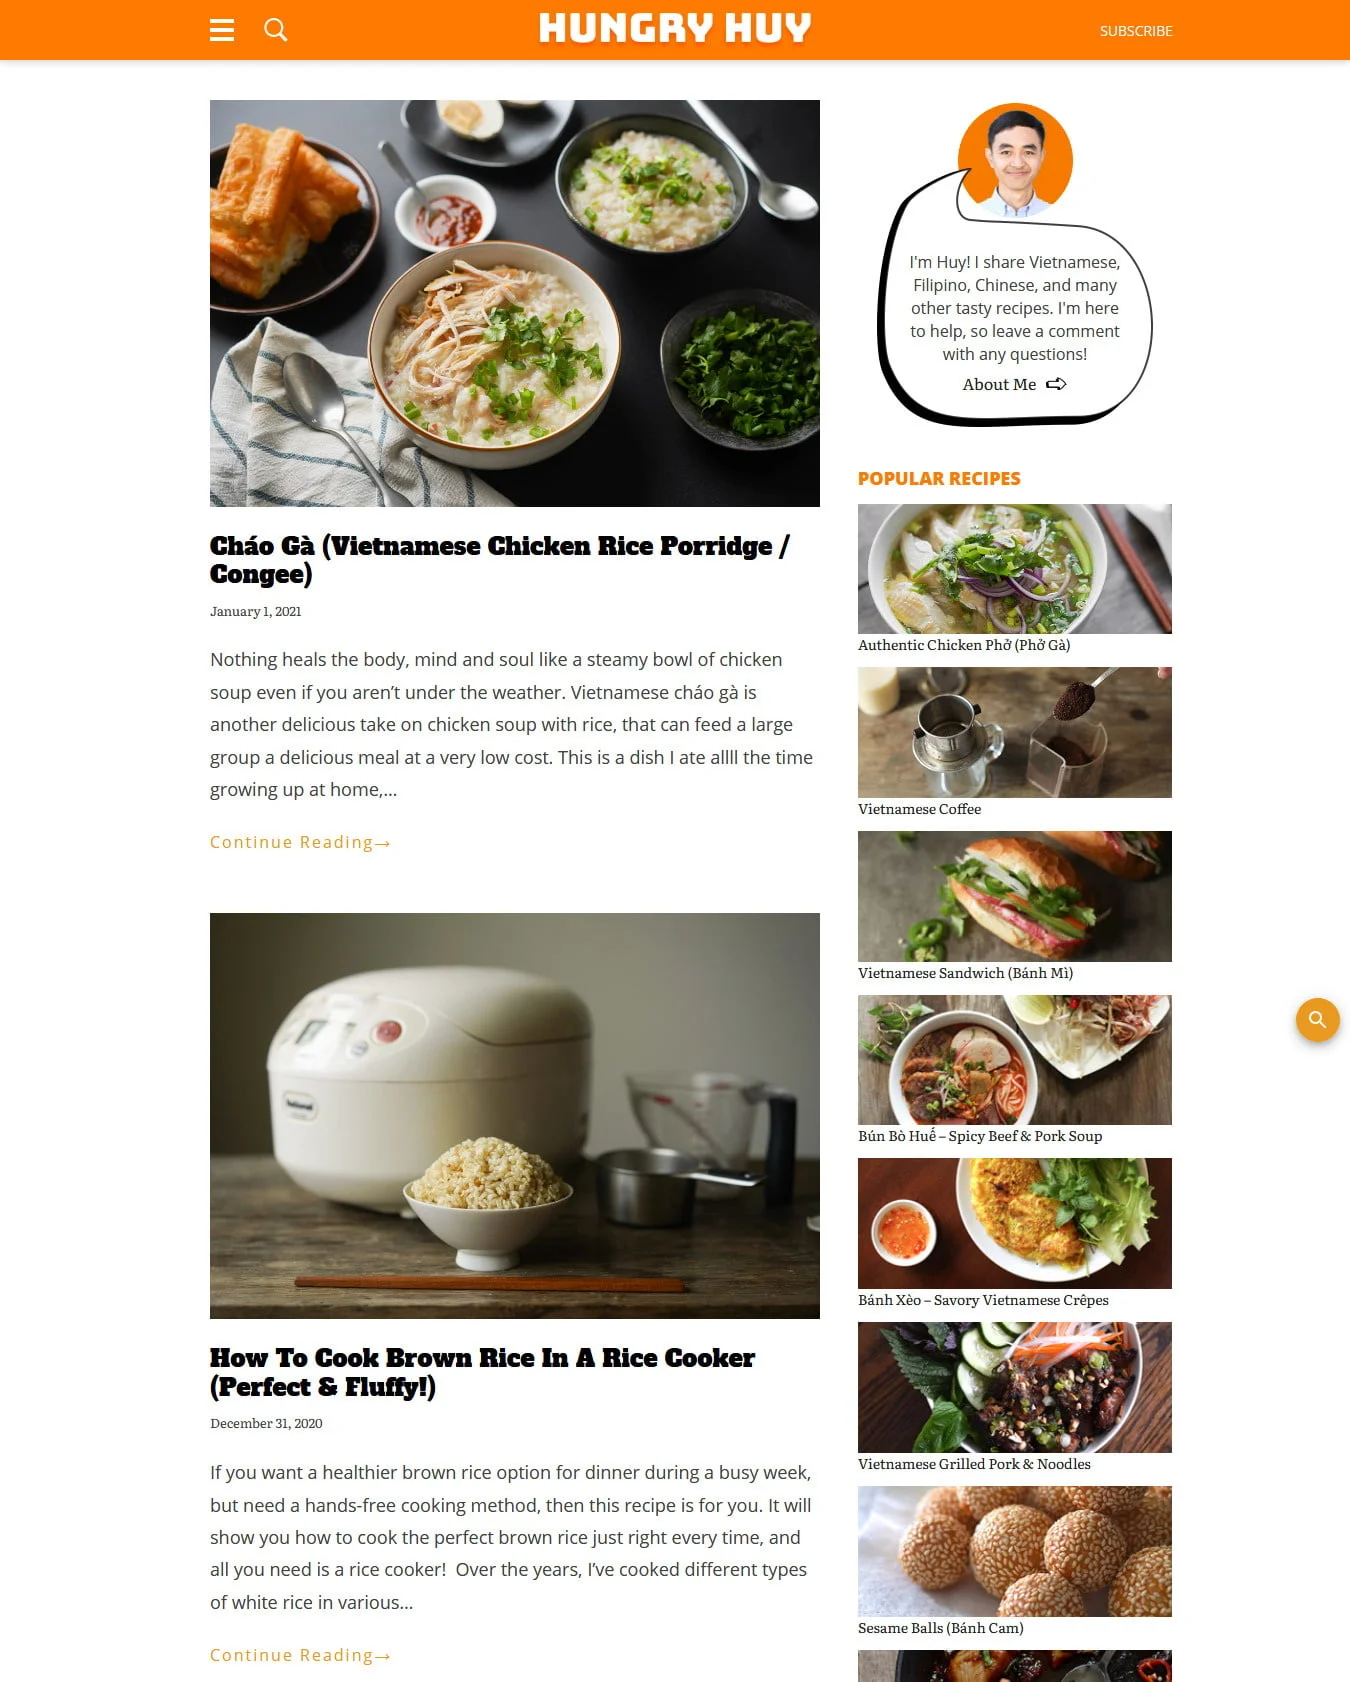 HUNGRY HUY
SUBSCRIBE
Cháo Gà (Vietnamese Chicken Rice Porridge /
Congee)
January 1, 2021
Nothing heals the body, mind and soul like a steamy bowl of chicken
soup even if you aren’t under the weather. Vietnamese cháo gà is
another delicious take on chicken soup with rice, that can feed a large
group a delicious meal at a very low cost. This is a dish I ate allll the time
growing up at home,...
Continue Reading→
How To Cook Brown Rice In A Rice Cooker
(Perfect & Fluffy!)
December 31, 2020
If you want a healthier brown rice option for dinner during a busy week,
but need a hands-free cooking method, then this recipe is for you. It will
show you how to cook the perfect brown rice just right every time, and
all you need is a rice cooker!  Over the years, I’ve cooked different types
of white rice in various...
Continue Reading→
I'm Huy! I share Vietnamese,
Filipino, Chinese, and many
other tasty recipes. I'm here
to help, so leave a comment
with any questions!
About Me ➩
POPULAR RECIPES
Authentic Chicken Phở (Phở Gà)
Vietnamese Coffee
Vietnamese Sandwich (Bánh Mì)
Bún Bò Huế – Spicy Beef & Pork Soup
Bánh Xèo – Savory Vietnamese Crêpes
Vietnamese Grilled Pork & Noodles
Sesame Balls (Bánh Cam)